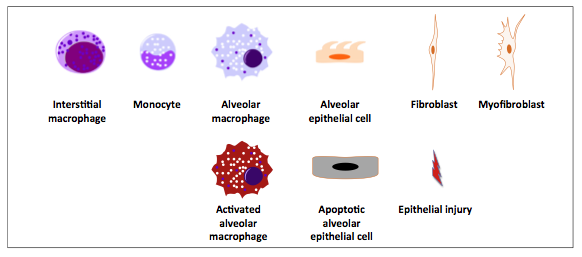 Interstitial
macrophage
Monocyte
Alveolar
macrophage
Alveolar
epithelial cell
Fibroblast
Myofibroblast
Activated
alveolar
macrophage
Apoptotic
alveolar
epithelial cell
Epithelial injury